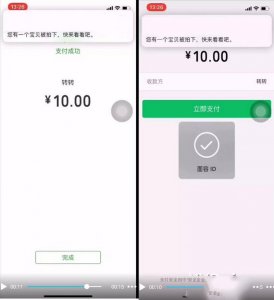 13:26
您有一个宝贝被拍下，快来看看吧。
支付成功
转转
¥10.00
完成
00:11
00:15
13:26
您有一个宝贝被拍下，快来看看吧。
¥10.00
收款方
转转
立即支付
面容 ID
00:10